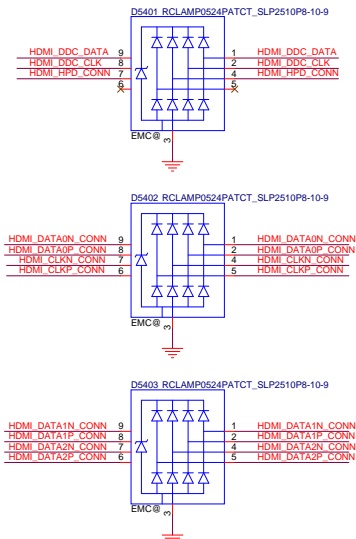 D5401 RCLAMP0524PATCT_SLP2510P8-10-9
HDMI_DDC_DATA 9 1 HDMI_DDC_DATA
HDMI_DDC_CLK 8 2 HDMI_DDC_CLK
HDMI_HPD_CONN 7 4 HDMI_HPD_CONN
6 5
EMC@ 3
D5402 RCLAMP0524PATCT_SLP2510P8-10-9
HDMI_DATA0N_CONN 9 1 HDMI_DATA0N_CONN
HDMI_DATA0P_CONN 8 2 HDMI_DATA0P_CONN
HDMI_CLKN_CONN 7 4 HDMI_CLKN_CONN
HDMI_CLKP_CONN 6 5 HDMI_CLKP_CONN
EMC@ 3
D5403 RCLAMP0524PATCT_SLP2510P8-10-9
HDMI_DATA1N_CONN 9 1 HDMI_DATA1N_CONN
HDMI_DATA1P_CONN 8 2 HDMI_DATA1P_CONN
HDMI_DATA2N_CONN 7 4 HDMI_DATA2N_CONN
HDMI_DATA2P_CONN 6 5 HDMI_DATA2P_CONN
EMC@ 3